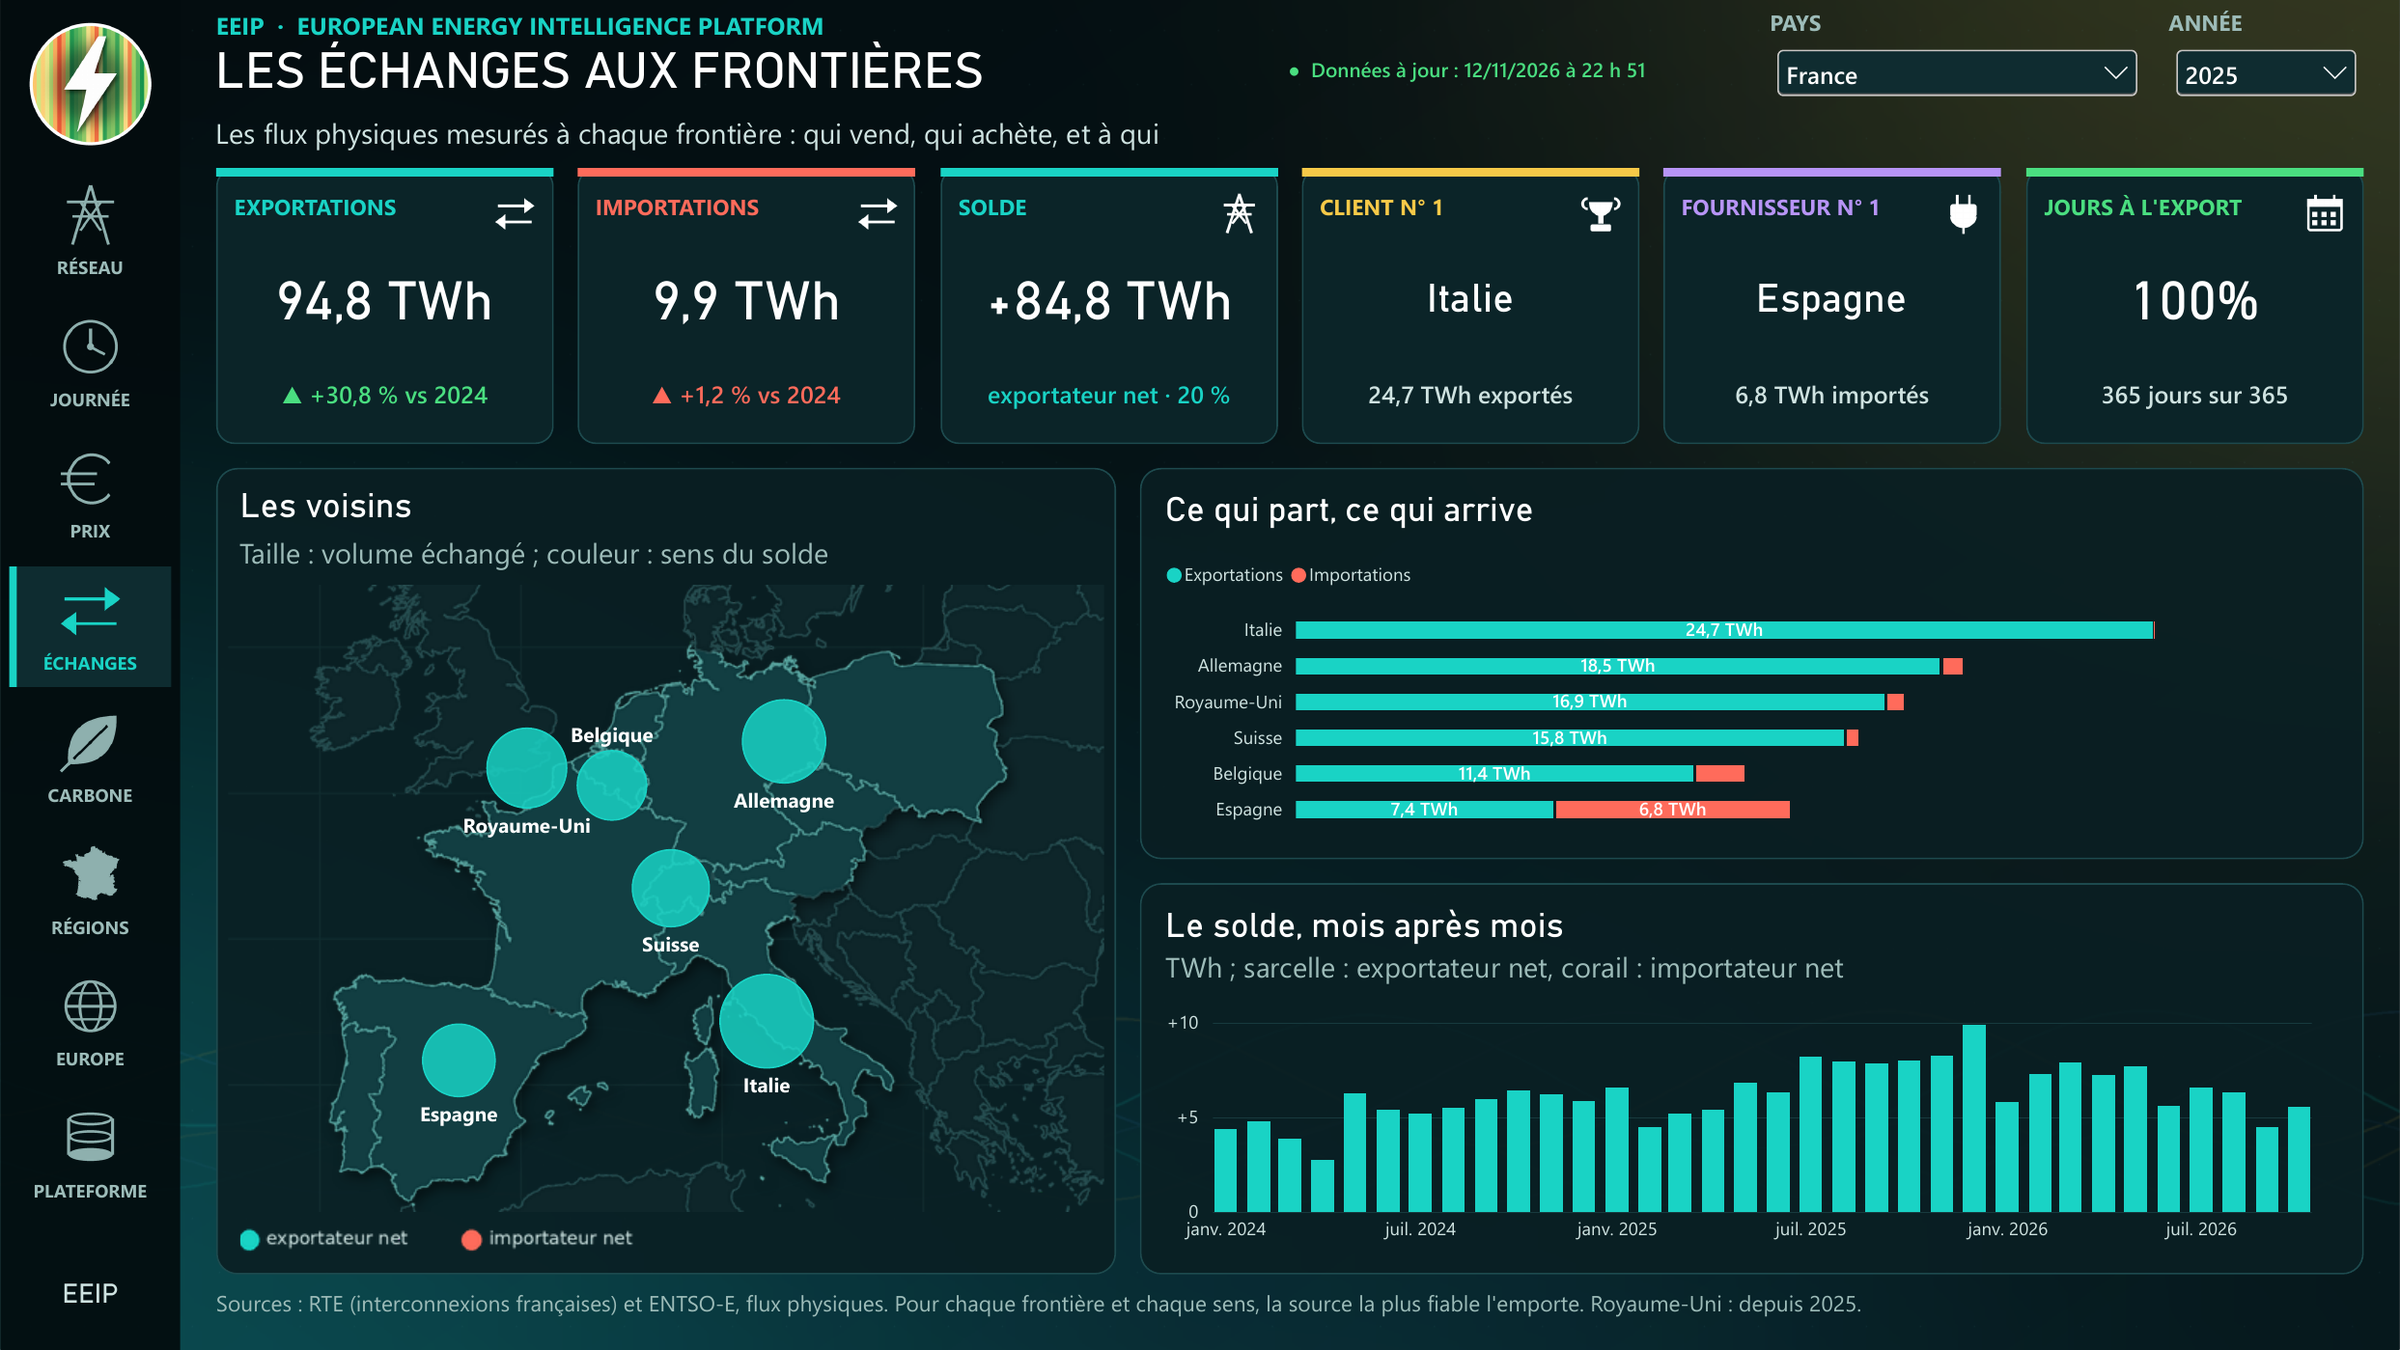 EEIP · EUROPEAN ENERGY INTELLIGENCE PLATFORM
LES ÉCHANGES AUX FRONTIÈRES
Les flux physiques mesurés à chaque frontière : qui vend, qui achète, et à qui
● Données à jour : 12/11/2026 à 22 h 51
PAYS
France
ANNÉE
2025
RÉSEAU
JOURNÉE
PRIX
ÉCHANGES
CARBONE
RÉGIONS
EUROPE
PLATEFORME
EEIP
EXPORTATIONS
94,8 TWh
▲ +30,8 % vs 2024
IMPORTATIONS
9,9 TWh
▲ +1,2 % vs 2024
SOLDE
+84,8 TWh
exportateur net · 20 %
CLIENT N° 1
Italie
24,7 TWh exportés
FOURNISSEUR N° 1
Espagne
6,8 TWh importés
JOURS À L'EXPORT
100%
365 jours sur 365
Les voisins
Taille : volume échangé ; couleur : sens du solde
Belgique
Royaume-Uni
Allemagne
Suisse
Italie
Espagne
exportateur net
importateur net
Ce qui part, ce qui arrive
Exportations
Importations
Italie 24,7 TWh
Allemagne 18,5 TWh
Royaume-Uni 16,9 TWh
Suisse 15,8 TWh
Belgique 11,4 TWh
Espagne 7,4 TWh 6,8 TWh
Le solde, mois après mois
TWh ; sarcelle : exportateur net, corail : importateur net
+10
+5
0
janv. 2024 juil. 2024 janv. 2025 juil. 2025 janv. 2026 juil. 2026
Sources : RTE (interconnexions françaises) et ENTSO-E, flux physiques. Pour chaque frontière et chaque sens, la source la plus fiable l'emporte. Royaume-Uni : depuis 2025.